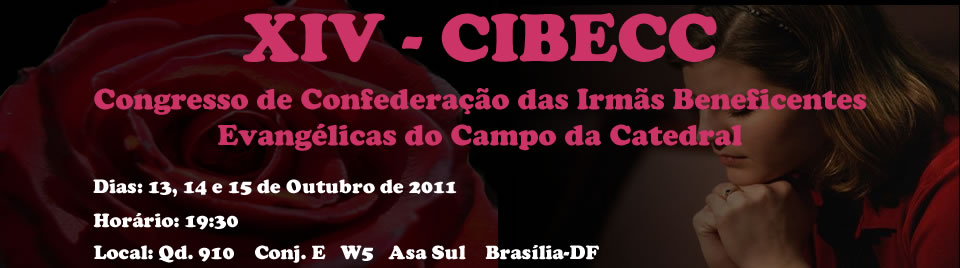 XIV - CIBECC
Congresso de Confederação das Irmãs Beneficentes
Evangélicas do Campo da Catedral
Dias: 13, 14 e 15 de Outubro de 2011
Horário: 19:30
Local: Qd. 910 Conj. E W5 Asa Sul Brasília-DF